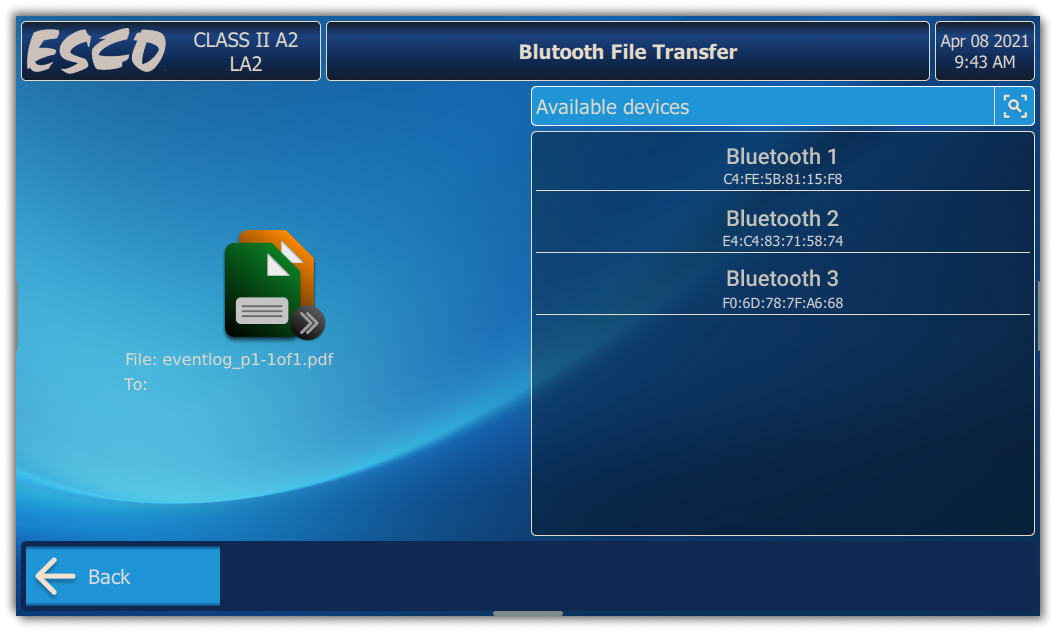 ESCO
CLASS II A2
LA2
Blutooth File Transfer
Apr 08 2021
9:43 AM
Available devices
Bluetooth 1
C4:FE:5B:81:15:F8
Bluetooth 2
E4:C4:83:71:58:74
Bluetooth 3
F0:6D:78:7F:A6:68
File: eventlog_p1-1of1.pdf
To:
Back